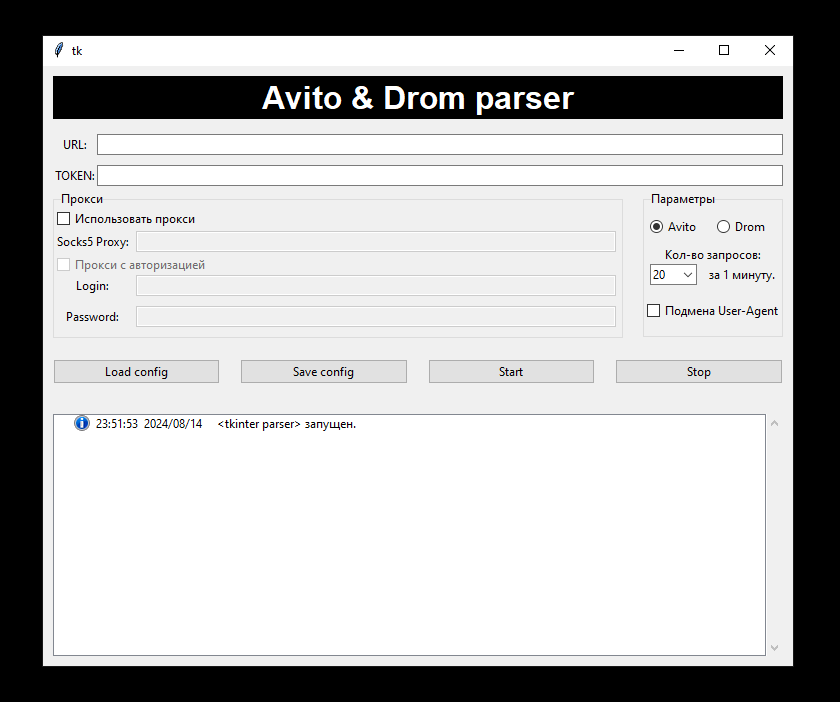 tk
Avito & Drom parser
URL:
TOKEN:
Прокси
Использовать прокси
Socks5 Proxy:
Прокси с авторизацией
Login:
Password:
Параметры
Avito Drom
Кол-во запросов:
20 за 1 минуту.
Подмена User-Agent
Load config Save config Start Stop
23:51:53 2024/08/14 <tkinter parser> запущен.